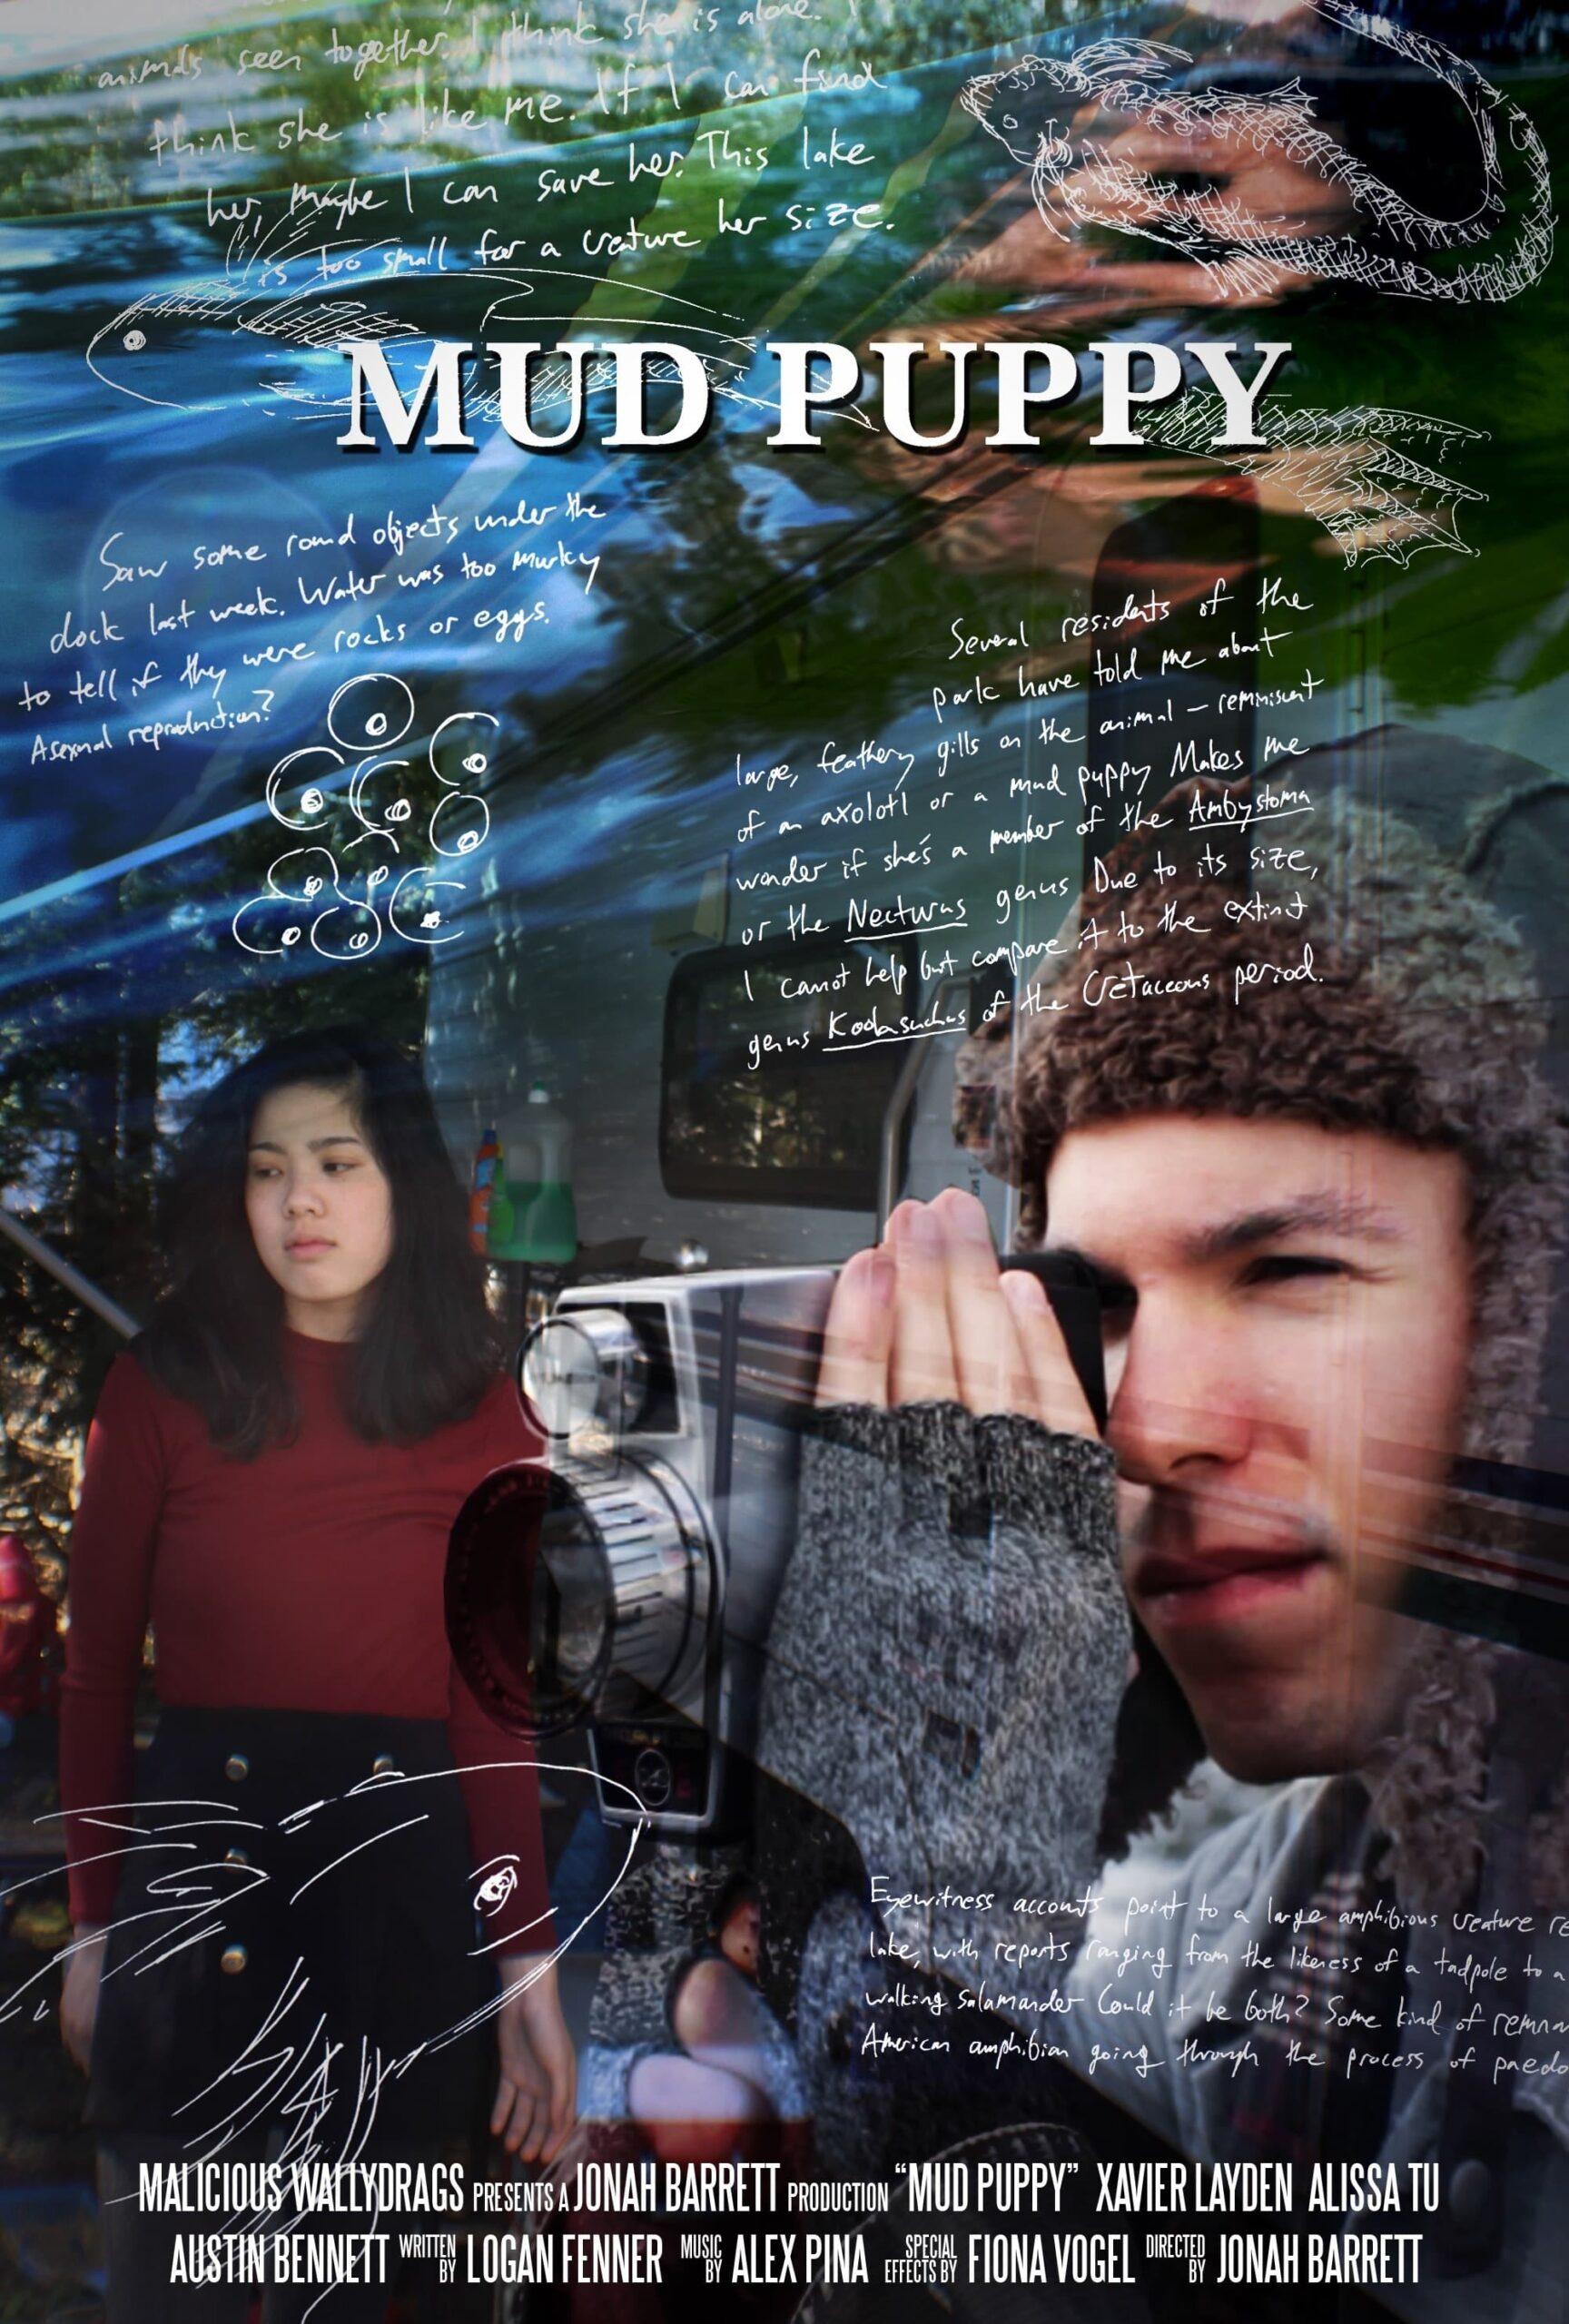 animals seen together. I think she is alone. I
think she is like me. If I can find
her, maybe I can save her. This lake
is too small for a creature her size.
MUD PUPPY
Saw some round objects under the
dock last week. Water was too murky
to tell if they were rocks or eggs.
Asexual reproduction?
Several residents of the
park have told me about
large, feathery gills on the animal – reminiscent
of an axolotl or a mud puppy Makes me
wonder if she's a member of the Ambystoma
or the Necturus genus Due to its size,
I cannot help but compare it to the extinct
genus Koolasuchus of the Cretaceous period.
Eyewitness accounts point to a large amphibious creature re
lake, with reports ranging from the likeness of a tadpole to a
walking salamander Could it be both? Some kind of remna
American amphibian going through the process of paedo
MALICIOUS WALLYDRAGS PRESENTS A JONAH BARRETT PRODUCTION "MUD PUPPY" XAVIER LAYDEN ALISSA TU
AUSTIN BENNETT WRITTEN BY LOGAN FENNER MUSIC BY ALEX PINA SPECIAL EFFECTS BY FIONA VOGEL DIRECTED BY JONAH BARRETT